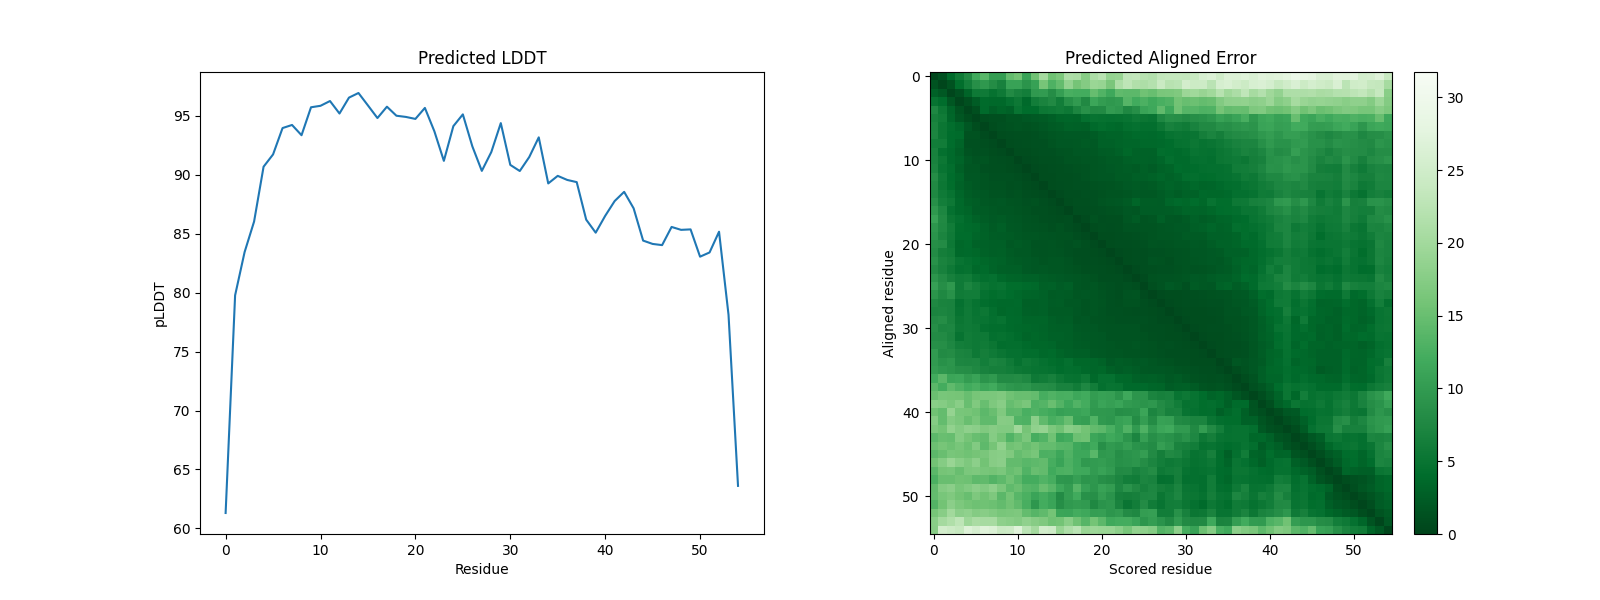 Predicted LDDT
95
90
85
80
75
70
65
60
pLDDT
0 10 20 30 40 50
Residue
Predicted Aligned Error
0
10
20
30
40
50
Aligned residue
0 10 20 30 40 50
Scored residue
30
25
20
15
10
5
0